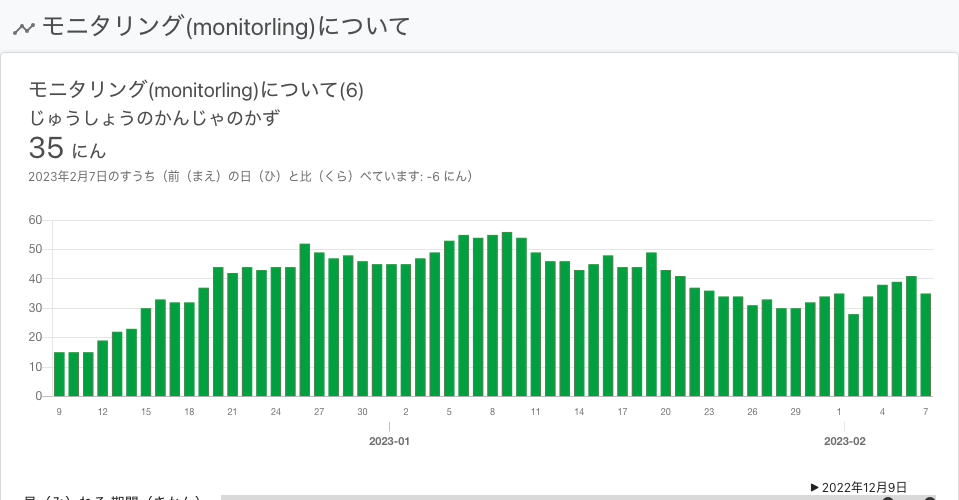 モニタリング(monitorling)について
モニタリング(monitorling)について(6)
じゅうしょうのかんじゃのかず
35 にん
2023年2月7日のすうち（前（まえ）の日（ひ）と比（くら）べています: -6 にん）
60
50
40
30
20
10
0
9 12 15 18 21 24 27 30 2 5 8 11 14 17 20 23 26 29 1 4 7
2023-01 2023-02
▶ 2022年12月9日